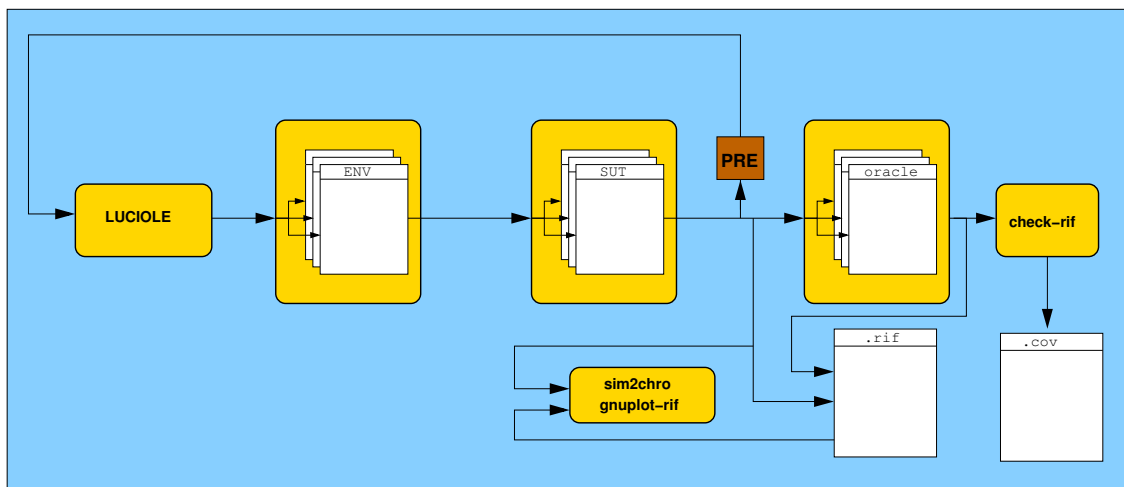 PRE
ENV
SUT
oracle
LUCIOLE
check−rif
.rif
.cov
sim2chro
gnuplot−rif